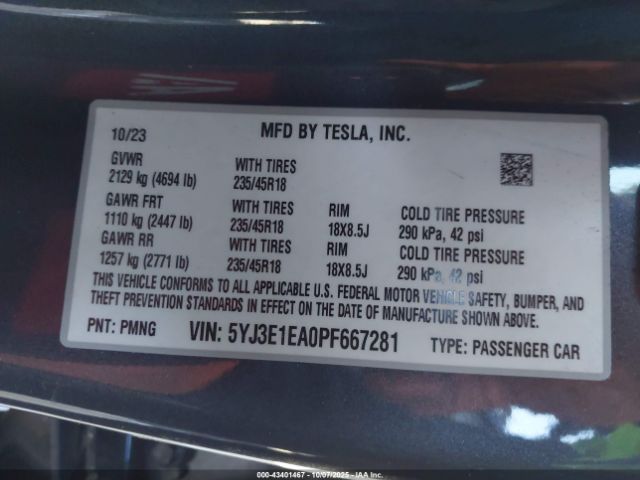 10/23 MFD BY TESLA, INC.
GVWR WITH TIRES
2129 kg (4694 lb) 235/45R18
GAWR FRT WITH TIRES RIM COLD TIRE PRESSURE
1110 kg (2447 lb) 235/45R18 18X8.5J 290 kPa, 42 psi
GAWR RR WITH TIRES RIM COLD TIRE PRESSURE
1257 kg (2771 lb) 235/45R18 18X8.5J 290 kPa, 42 psi
THIS VEHICLE CONFORMS TO ALL APPLICABLE U.S. FEDERAL MOTOR VEHICLE SAFETY, BUMPER, AND
THEFT PREVENTION STANDARDS IN EFFECT ON THE DATE OF MANUFACTURE SHOWN ABOVE.
PNT: PMNG VIN: 5YJ3E1EA0PF667281 TYPE: PASSENGER CAR
000-43401467 - 10/07/2025 - IAA Inc.